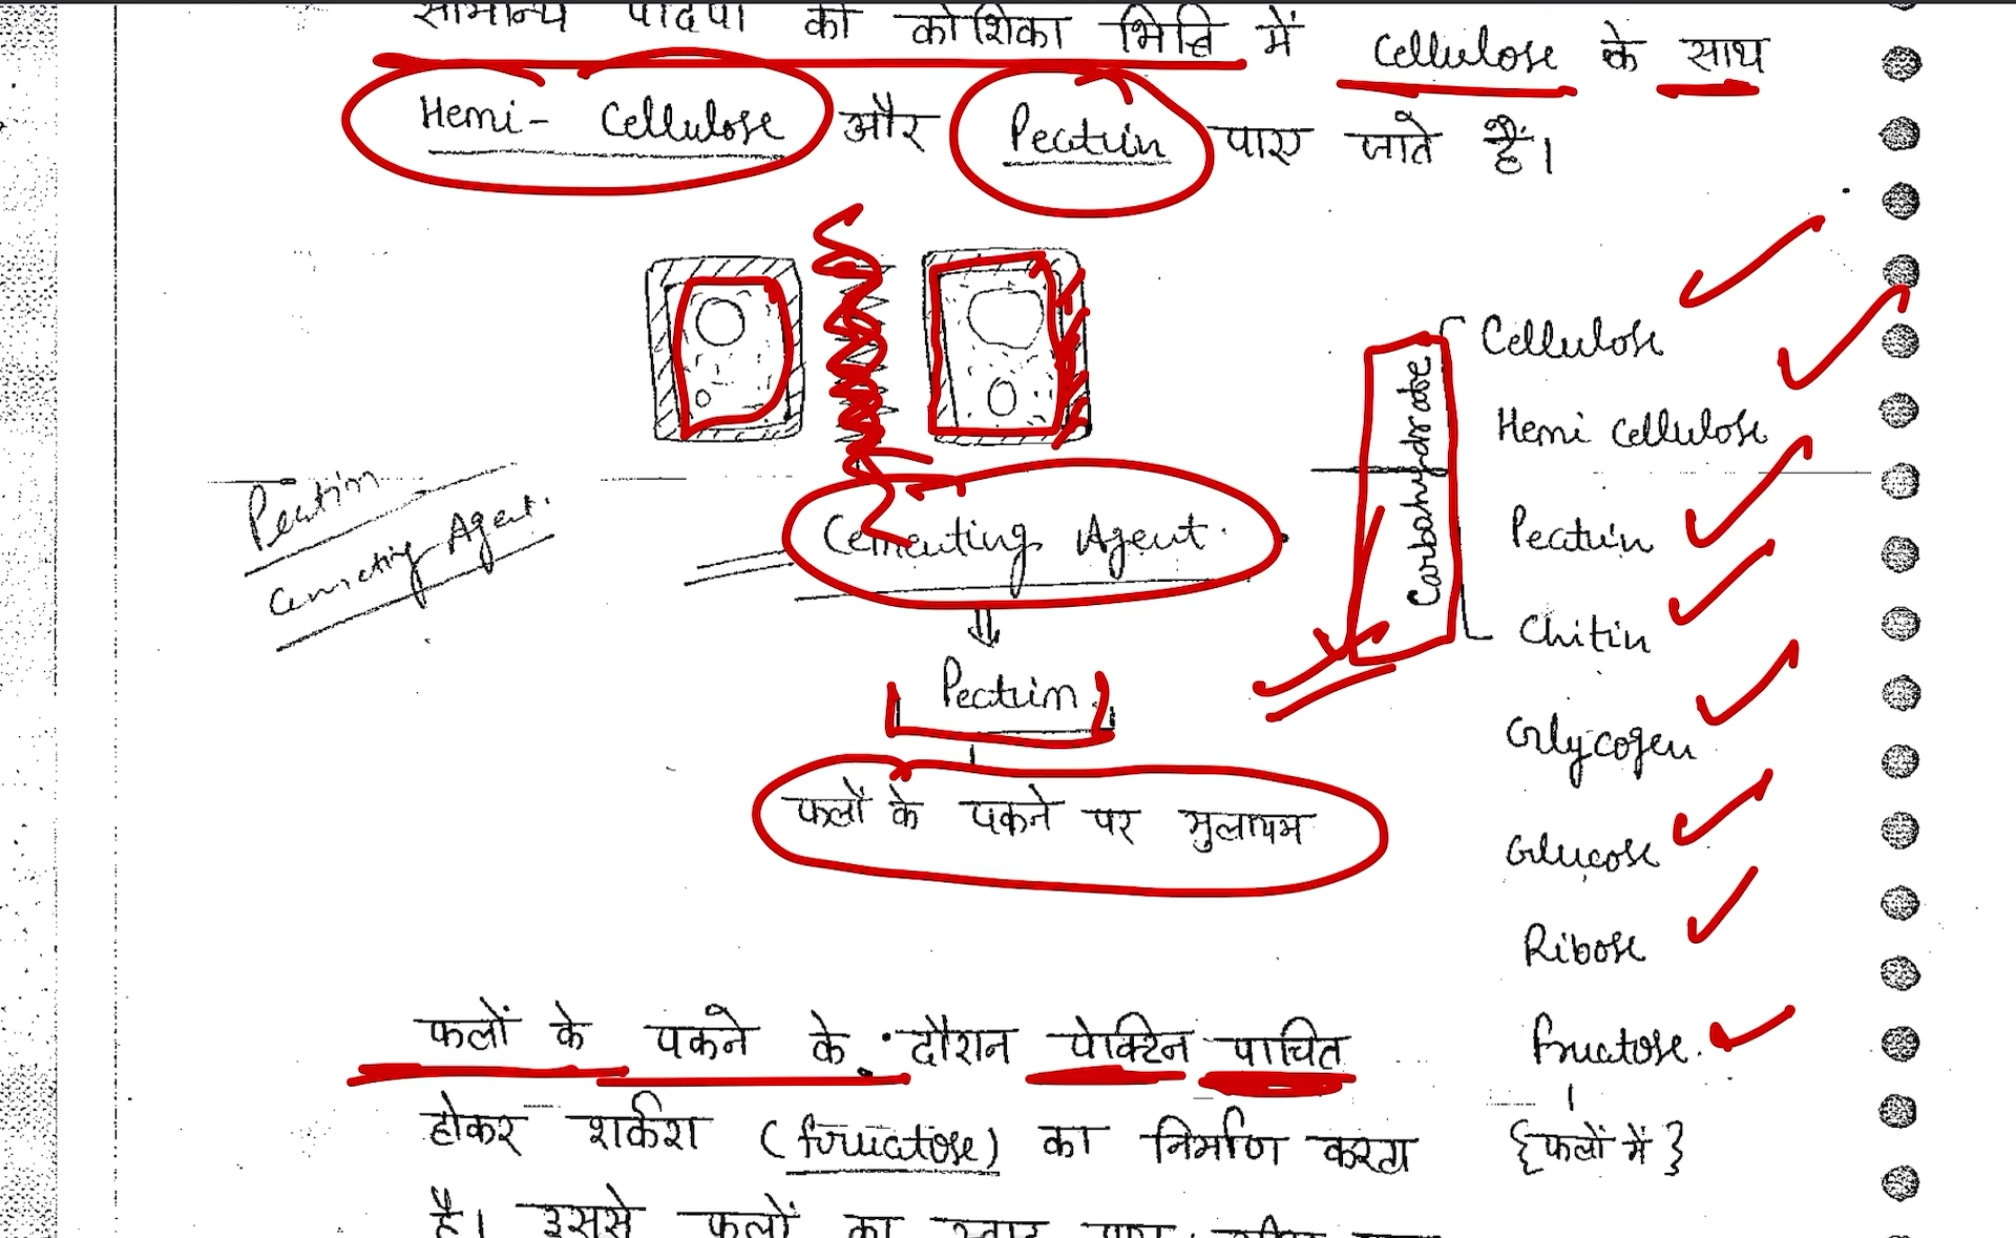 सामान्य पादपों की कोशिका भित्ति में Cellulose के साथ
Hemi- Cellulose और Pectin पाए जाते हैं।
Pectin
Cementing Agent.
Cementing Agent.
Pectin
फलों के पकने पर मुलायम
Carbohydrate
Cellulose
Hemi Cellulose
Pectin
Chitin
Glycogen
Glucose
Ribose
Fructose.
{फलों में}
फलों के पकने के दौरान पेक्टिन पाचित
होकर शर्करा (fructose) का निर्माण करता
है। इससे फलों का स्वाद